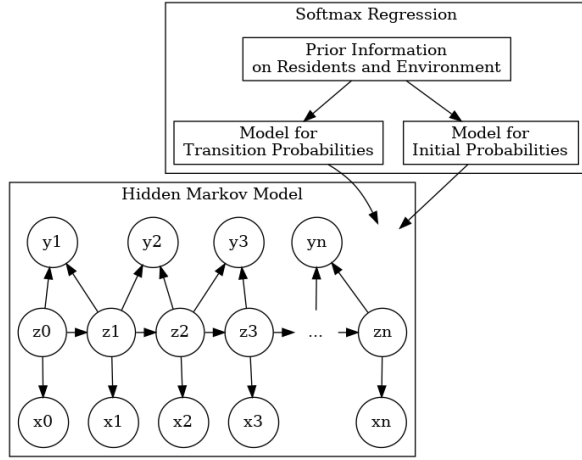 Softmax Regression
Prior Information
on Residents and Environment
Model for
Transition Probabilities
Model for
Initial Probabilities
Hidden Markov Model
y1 y2 y3 yn
z0 z1 z2 z3 ... zn
x0 x1 x2 x3 xn